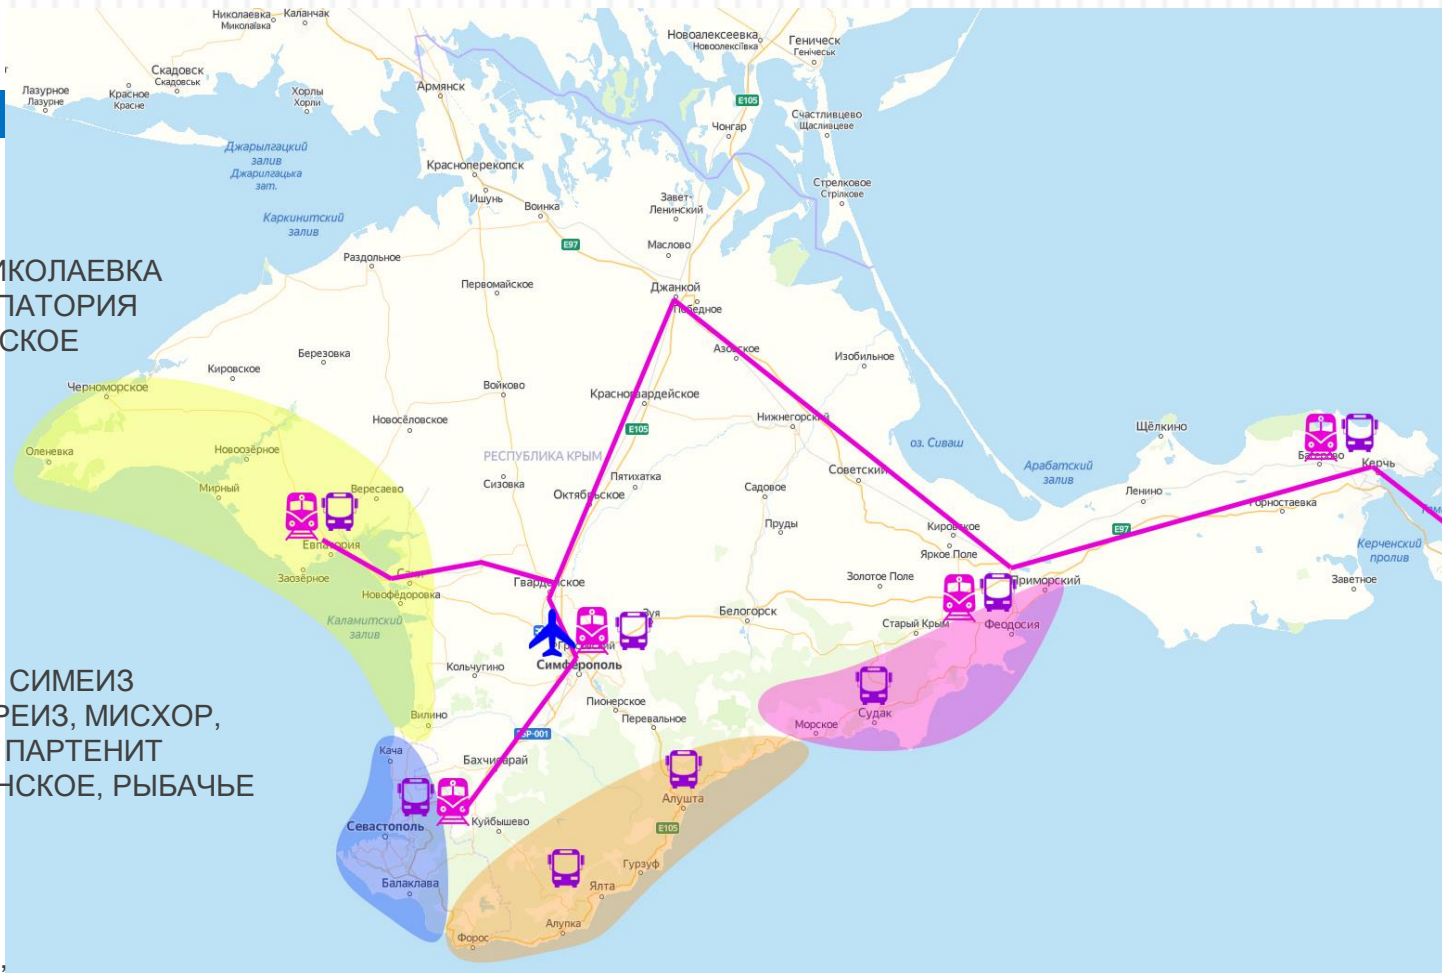 Николаевка
Миколаївка
Каланчак
Новоалексеевка
Новоолексіївка
Геническ
Генічеськ
Скадовск
Скадовськ
Лазурное
Лазурне
Красное
Красне
Хорлы
Хорли
Армянск
E105
Чонгар
Счастливцево
Щасливцеве
Джарылгацкий
залив
Джарилгацька
зат.
Красноперекопск
Ишунь
Воинка
Завет-
Ленинский
Стрелковое
Стрілкове
Каркинитский
залив
E97
Маслово
Раздольное
ИКОЛАЕВКА
ПАТОРИЯ
СКОЕ
Первомайское
Джанкой
Победное
Березовка
Азовское
Изобильное
Кировское
Черноморское
Войково
Красногвардейское
Новосёловское
Нижнегорский
E105
Щёлкино
оз. Сиваш
Оленевка
Новоозёрное
РЕСПУБЛИКА КРЫМ
Багерово
Керчь
Арабатский
залив
Мирный
Вересаево
Сизовка
Пятихатка
Октябрьское
Садовое
Советский
Ленино
Горностаевка
Пруды
Кировское
E97
Евпатория
Яркое Поле
Керченский
пролив
Заозёрное
Саки
Новофёдоровка
Гвардейское
Золотое Поле
Приморский
Заветное
Каламитский
залив
Зуя
Белогорск
Старый Крым
Феодосия
Грэсовский
Симферополь
Кольчугино
СИМЕИЗ
РЕИЗ, МИСХОР,
ПАРТЕНИТ
НСКОЕ, РЫБАЧЬЕ
Пионерское
Перевальное
Вилино
Морское
Судак
Кача
Бахчисарай
Алушта
Севастополь
Куйбышево
E105
Балаклава
Гурзуф
Ялта
Алупка
Форос
,